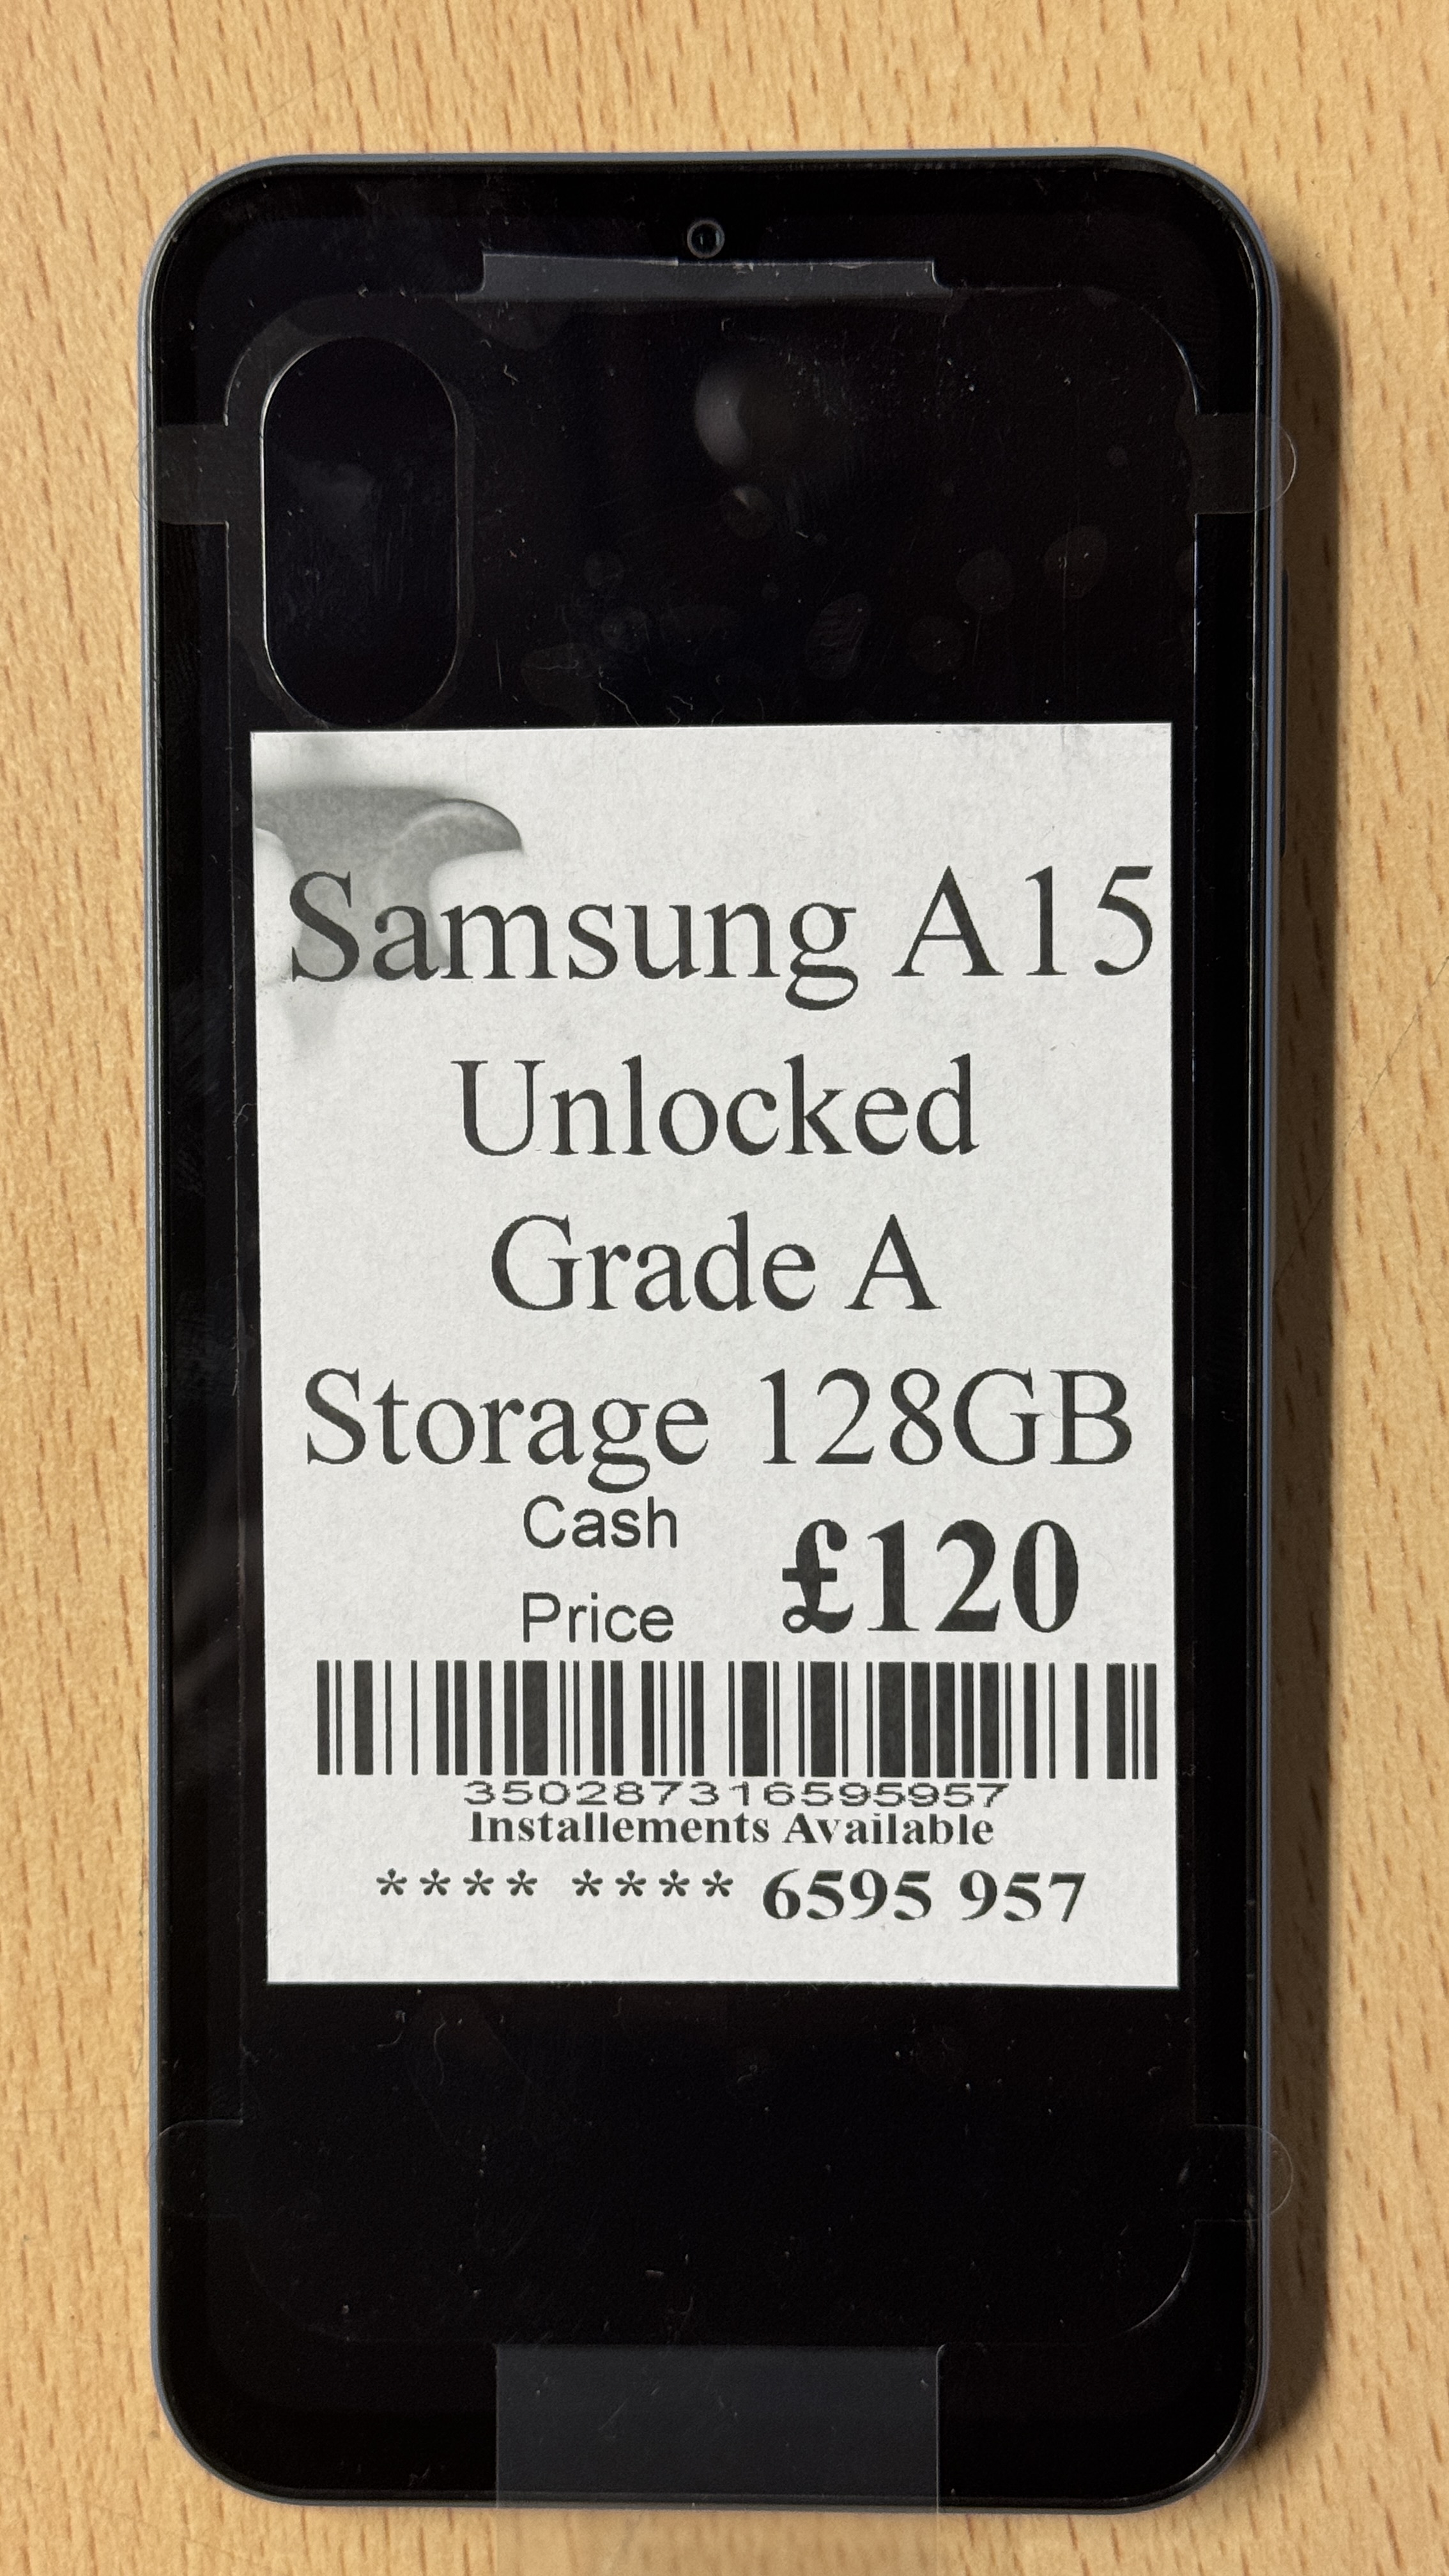 Samsung A15
Unlocked
Grade A
Storage 128GB
Cash
Price
£120
350287316595957
Installements Available
**** **** 6595 957